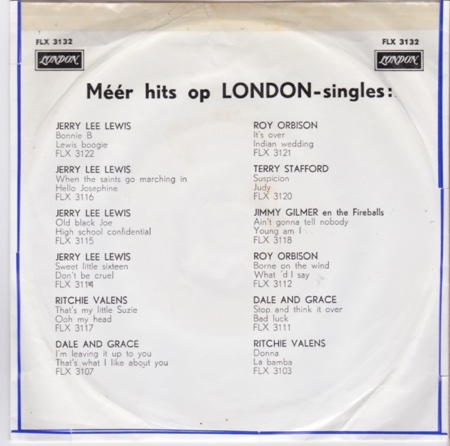 FLX 3132
FLX 3132
LONDON
LONDON
Méér hits op LONDON-singles:
JERRY LEE LEWIS
Bonnie B
Lewis boogie
FLX 3122
JERRY LEE LEWIS
When the saints go marching in
Hello Josephine
FLX 3116
JERRY LEE LEWIS
Old black Joe
High school confidential
FLX 3115
JERRY LEE LEWIS
Sweet little sixteen
Don't be cruel
FLX 3114
RITCHIE VALENS
That's my little Suzie
Ooh my head
FLX 3117
DALE AND GRACE
I'm leaving it up to you
That's what I like about you
FLX 3107
ROY ORBISON
It's over
Indian wedding
FLX 3121
TERRY STAFFORD
Suspicion
Judy
FLX 3120
JIMMY GILMER en the Fireballs
Ain't gonna tell nobody
Young am I
FLX 3118
ROY ORBISON
Borne on the wind
What 'd I say
FLX 3112
DALE AND GRACE
Stop and think it over
Bad luck
FLX 3111
RITCHIE VALENS
Donna
La bamba
FLX 3103